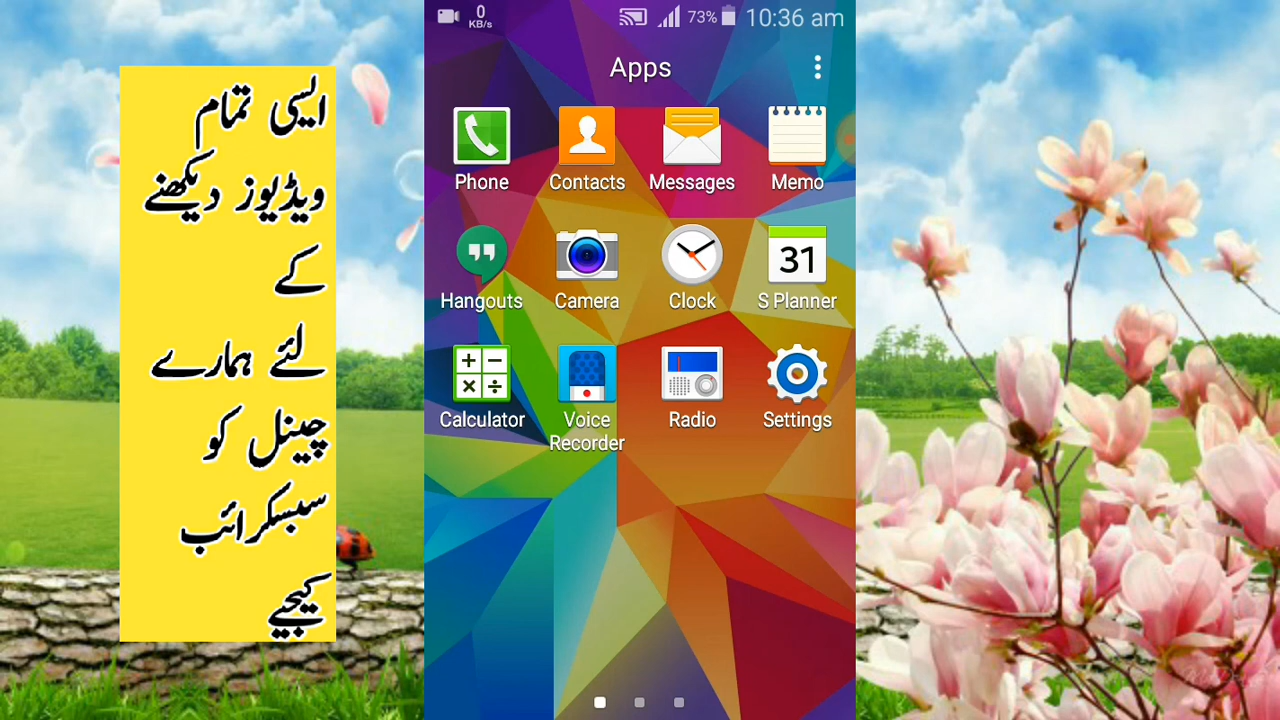 ایسی تمام
ویڈیوز دیکھنے
کے
لئے ہمارے
چینل کو
سبسکرائب
کیجیے
0
KB/s
73%
10:36 am
Apps
Phone
Contacts
Messages
Memo
Hangouts
Camera
Clock
31
S Planner
Calculator
Voice
Recorder
Radio
Settings